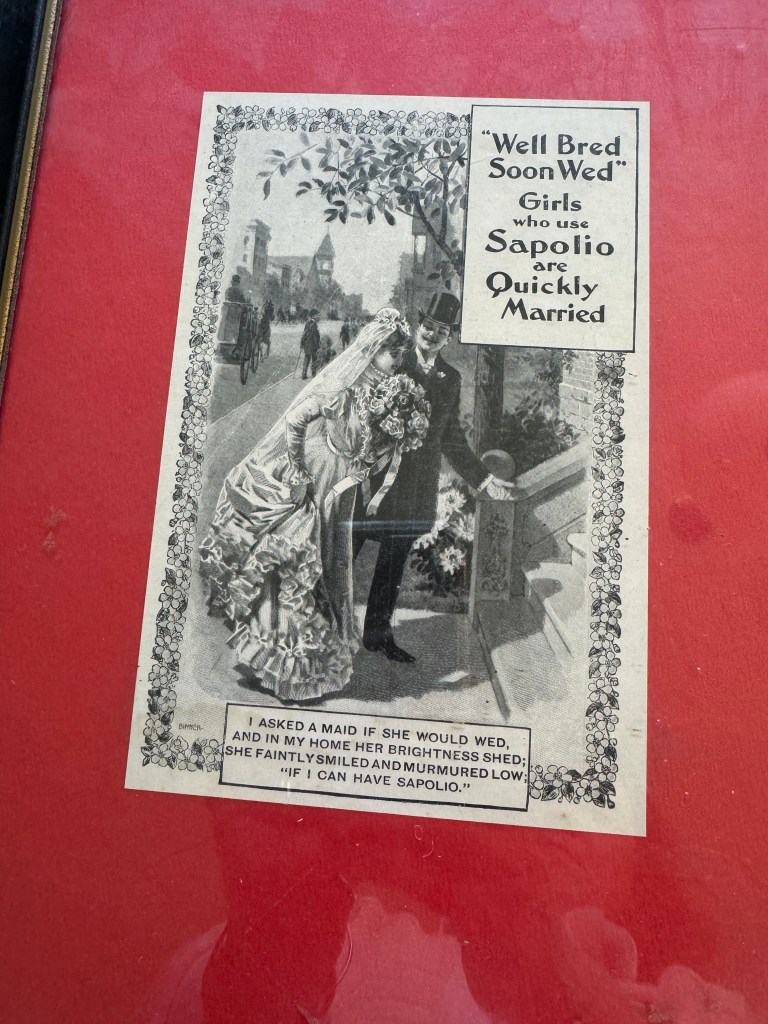 "Well Bred
Soon Wed"
Girls
who use
Sapolio
are
Quickly
Married
BINNER
I ASKED A MAID IF SHE WOULD WED,
AND IN MY HOME HER BRIGHTNESS SHED;
SHE FAINTLY SMILED AND MURMURED LOW;
"IF I CAN HAVE SAPOLIO."